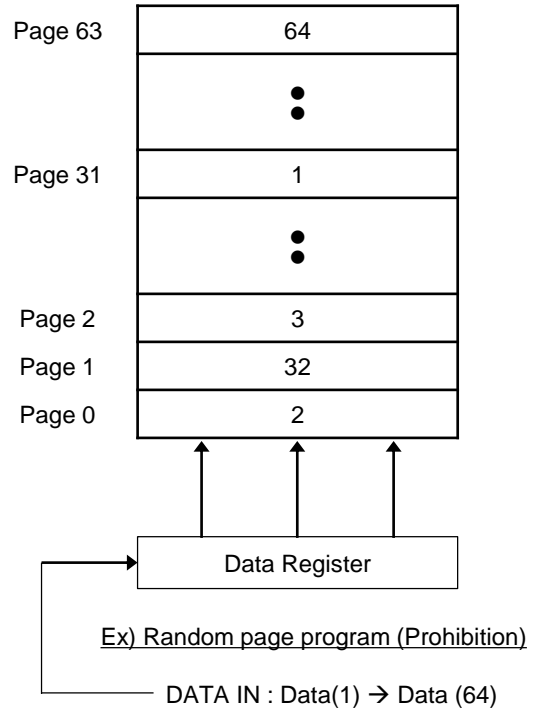 Page 63 64
Page 31 1
Page 2 3
Page 1 32
Page 0 2
Data Register
Ex) Random page program (Prohibition)
DATA IN : Data(1) → Data (64)